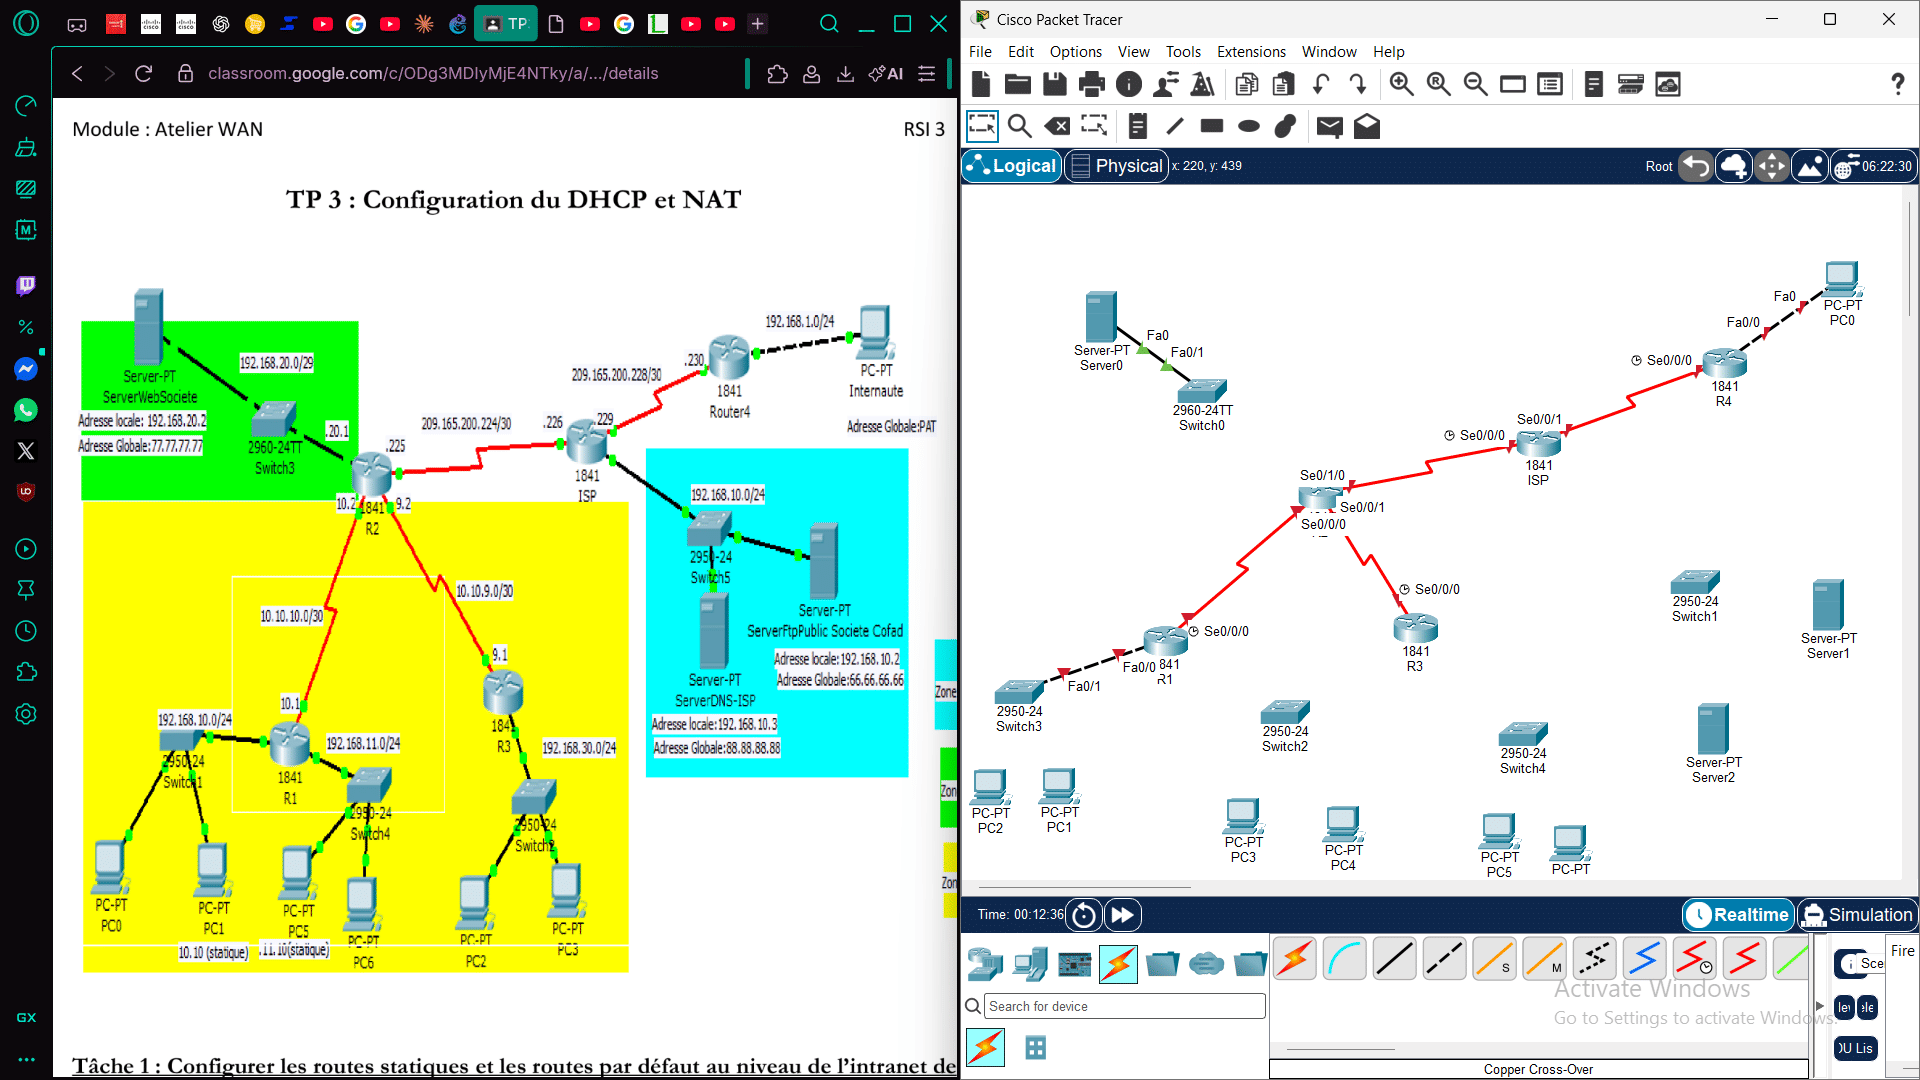 TP
classroom.google.com/c/ODg3MDIyMjE4NTky/a/.../details
AI
Module : Atelier WAN
RSI 3
TP 3 : Configuration du DHCP et NAT
192.168.20.0/29
Server-PT
ServerWebSociete
Adresse locale: 192.168.20.2
Adresse Globale:77.77.77.77
2960-24TT
Switch3
.20.1
.225
209.165.200.224/30
.226
.229
209.165.200.228/30
.230
1841
Router4
192.168.1.0/24
PC-PT
Internaute
Adresse Globale:PAT
1841
ISP
10.2
9.2
1841
R2
192.168.10.0/24
2950-24
Switch5
Server-PT
ServerFtpPublic Societe Cofad
Adresse locale:192.168.10.2
Adresse Globale:66.66.66.66
Server-PT
ServerDNS-ISP
Adresse locale:192.168.10.3
Adresse Globale:88.88.88.88
Zone
Zon
Zon
10.10.10.0/30
10.10.9.0/30
9.1
10.1
192.168.10.0/24
2950-24
Switch1
1841
R1
192.168.11.0/24
2950-24
Switch4
1841
R3
192.168.30.0/24
2950-24
Switch2
PC-PT
PC0
PC-PT
PC1
PC-PT
PC5
PC-PT
PC6
PC-PT
PC2
PC-PT
PC3
10.10 (statique)
.11.10(statique)
Tâche 1 : Configurer les routes statiques et les routes par défaut au niveau de l’intranet de
GX
Cisco Packet Tracer
File Edit Options View Tools Extensions Window Help
Logical
Physical
x: 220, y: 439
Root
06:22:30
Server-PT
Server0
Fa0
Fa0/1
2960-24TT
Switch0
Fa0
PC-PT
PC0
Fa0/0
Se0/0/0
1841
R4
Se0/0/1
Se0/0/0
1841
ISP
Se0/1/0
Se0/0/1
Se0/0/0
Se0/0/0
1841
R3
Se0/0/0
Fa0/0
841
R1
Fa0/1
2950-24
Switch3
2950-24
Switch1
Server-PT
Server1
2950-24
Switch2
2950-24
Switch4
Server-PT
Server2
PC-PT
PC2
PC-PT
PC1
PC-PT
PC3
PC-PT
PC4
PC-PT
PC5
PC-PT
Time: 00:12:36
Realtime
Simulation
S
M
Search for device
Activate Windows
Go to Settings to activate Windows.
Copper Cross-Over
Sce
Fire